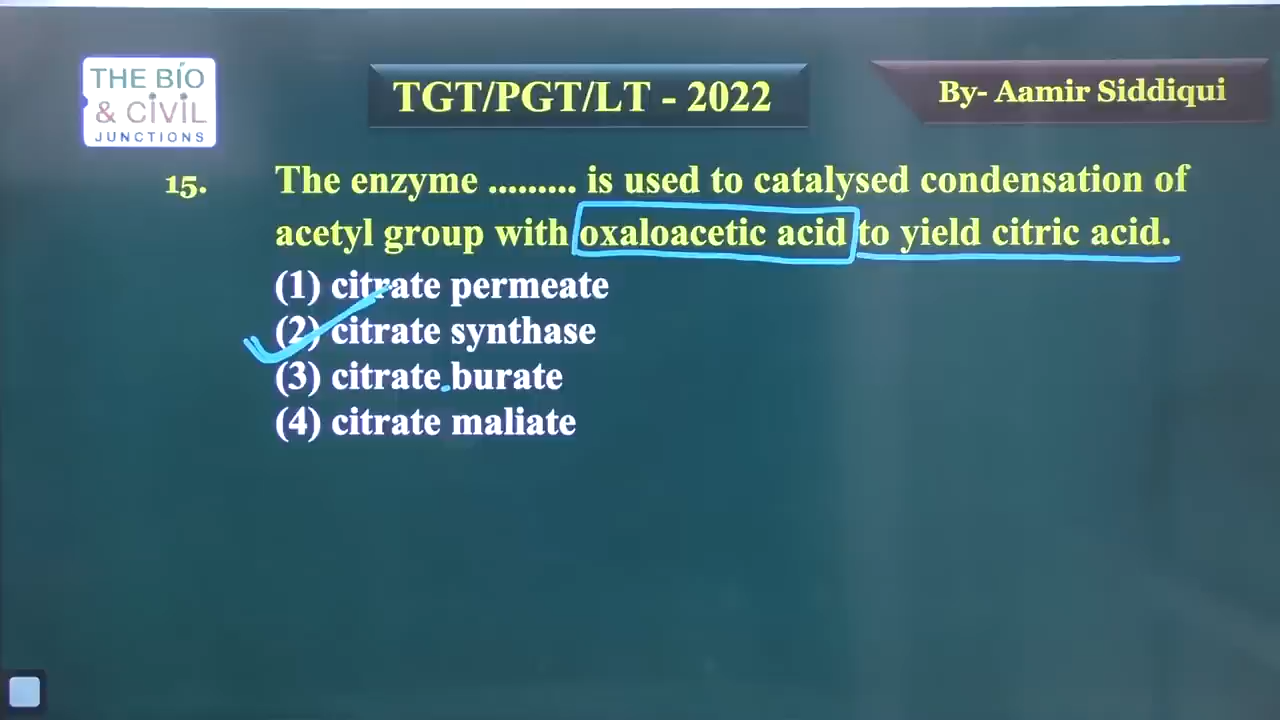 THE BIO
& CIVIL
JUNCTIONS
TGT/PGT/LT - 2022
By- Aamir Siddiqui
15. The enzyme ......... is used to catalysed condensation of
acetyl group with oxaloacetic acid to yield citric acid.
(1) citrate permeate
(2) citrate synthase
(3) citrate burate
(4) citrate maliate